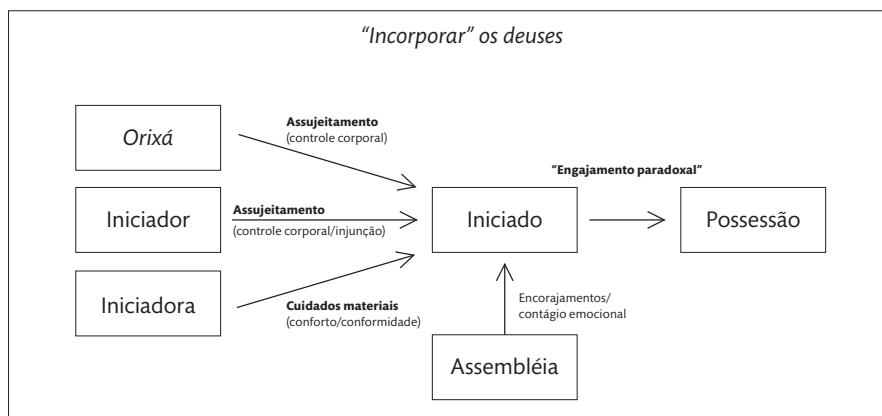 “Incorporar” os deuses
Orixá
Assujeitamento
(controle corporal)
“Engajamento paradoxal”
Iniciador
Assujeitamento
(controle corporal/injunção)
Iniciado
Possessão
Iniciadora
Cuidados materiais
(conforto/conformidade)
Encorajamentos/
contágio emocional
Assembléia